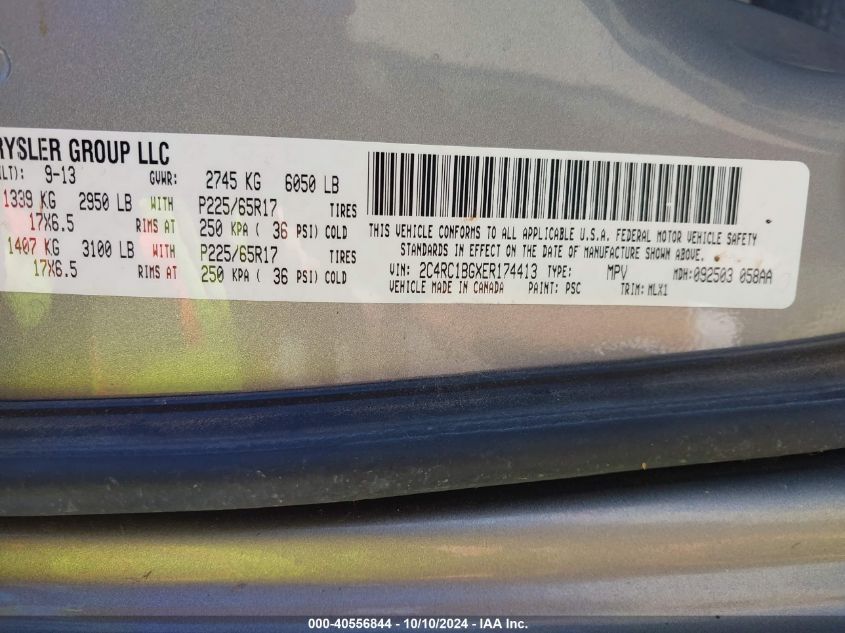 RYSLER GROUP LLC
LT): 9-13 GVWR: 2745 KG 6050 LB
1339 KG 2950 LB WITH P225/65R17 TIRES
17X6.5 RIMS AT 250 KPA ( 36 PSI) COLD
1407 KG 3100 LB WITH P225/65R17 TIRES
17X6.5 RIMS AT 250 KPA ( 36 PSI) COLD
THIS VEHICLE CONFORMS TO ALL APPLICABLE U.S.A. FEDERAL MOTOR VEHICLE SAFETY
STANDARDS IN EFFECT ON THE DATE OF MANUFACTURE SHOWN ABOVE.
VIN: 2C4RC1BGXER174413 TYPE: MPV MDH: 092503 058AA
VEHICLE MADE IN CANADA PAINT: PSC TRIM: MLX1
000-40556844 - 10/10/2024 - IAA Inc.